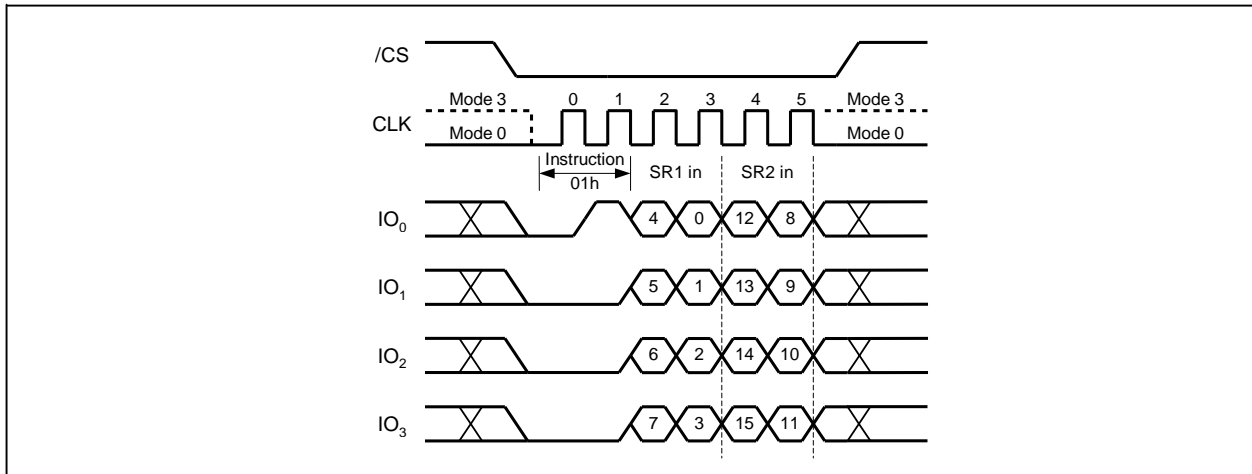 /CS
Mode 3 0 1 2 3 4 5 Mode 3
CLK
Mode 0 Mode 0
Instruction
01h
SR1 in SR2 in
IO0 4 0 12 8
IO1 5 1 13 9
IO2 6 2 14 10
IO3 7 3 15 11